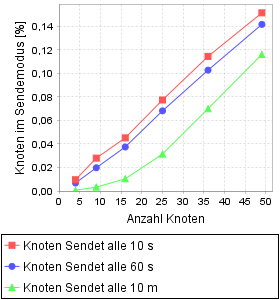 Knoten im Sendemodus [%]
0,14
0,12
0,10
0,08
0,06
0,04
0,02
0,00
0 5 10 15 20 25 30 35 40 45 50
Anzahl Knoten
Knoten Sendet alle 10 s
Knoten Sendet alle 60 s
Knoten Sendet alle 10 m